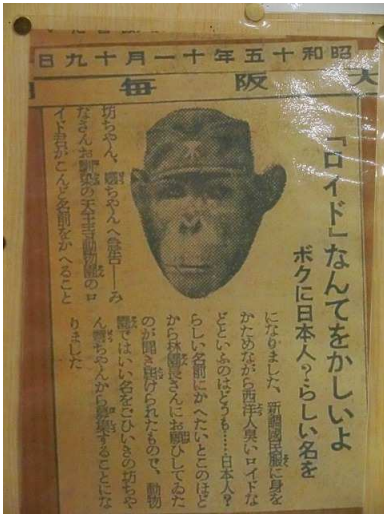 昭和十五年十一月十九日
大阪毎
『ロイド』なんてをかしいよ
ボクに日本人?らしい名を
坊ちやん、嬢ちやんへ急告――み
なさんお馴染の天王寺動物園のロ
イド君がこんど名前をかへること
になりました、新調國民服に身を
かためながら西洋人臭いロイドな
どといふのはどうも……日本人?
らしい名前にかへたいとこのほど
から林園長さんにお願ひしてゐた
のが聞き届けられたもので、動物
園ではいい名をごひいきの坊ちや
ん嬢ちやんから募集することにな
りました